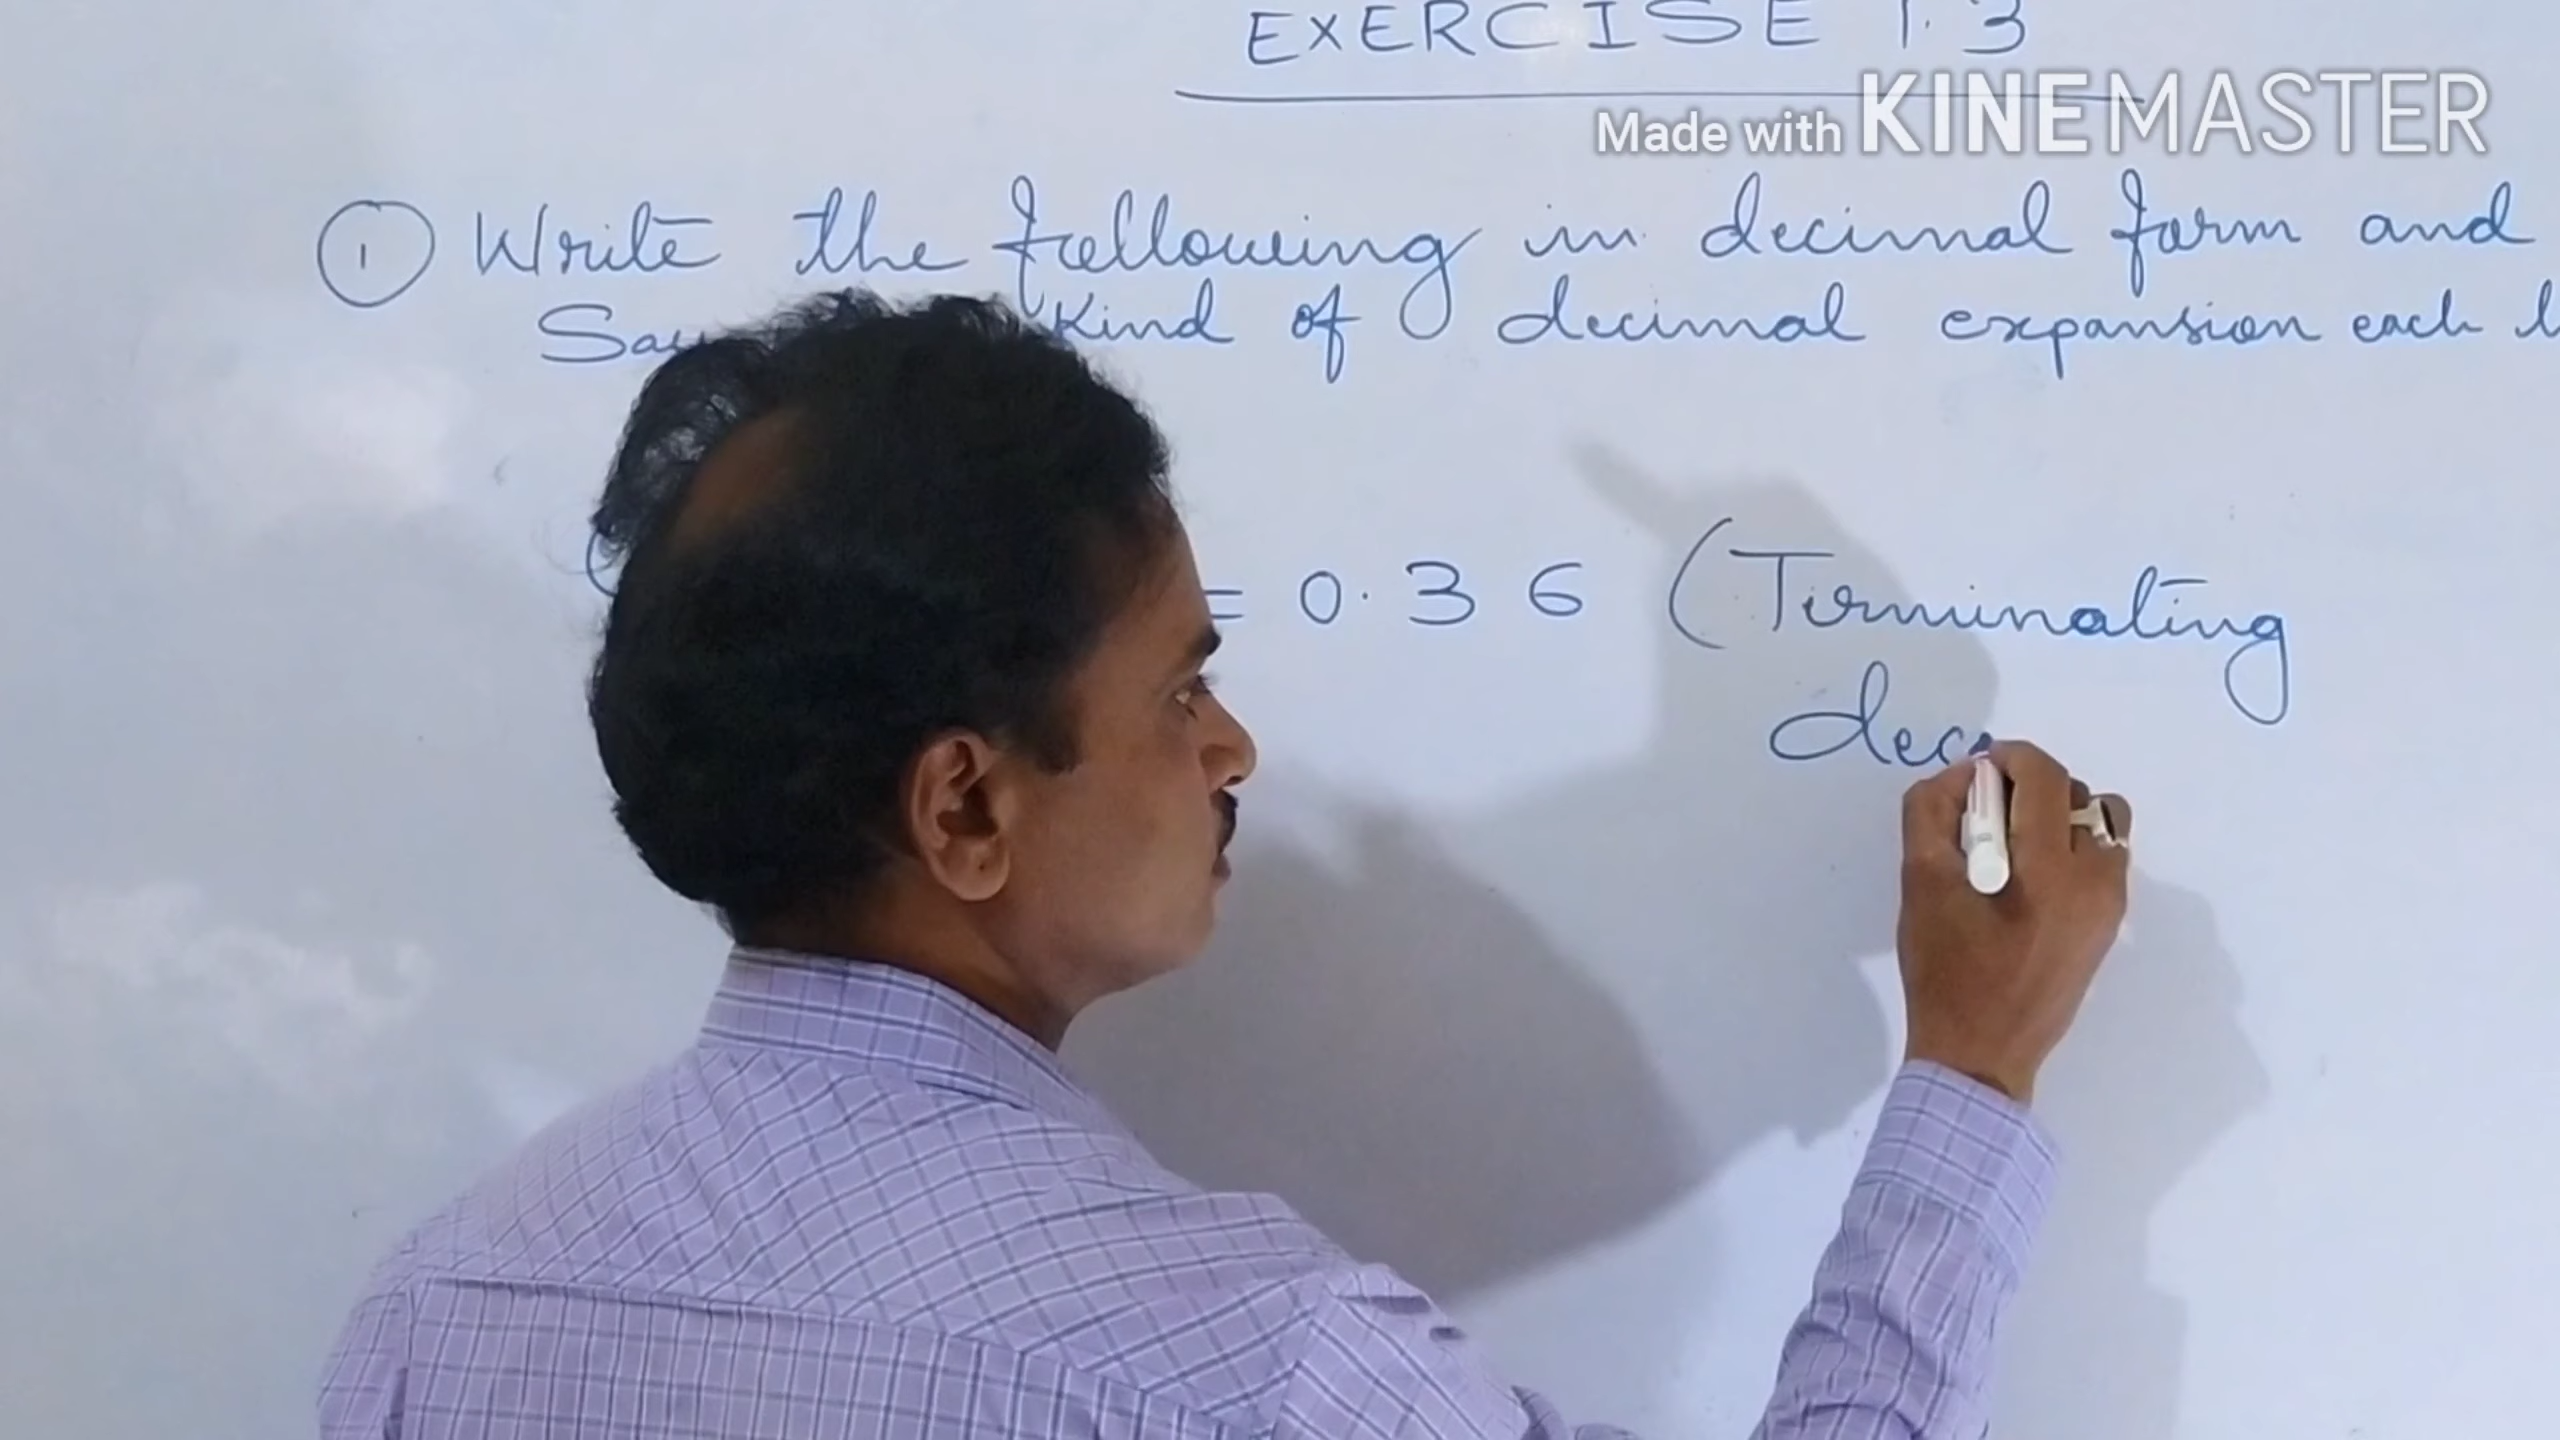 EXERCISE 1.3
Made with KINEMASTER
1 Write the following in decimal form and
Say Kind of decimal expansion each
( = 0.36 (Terminating
dec